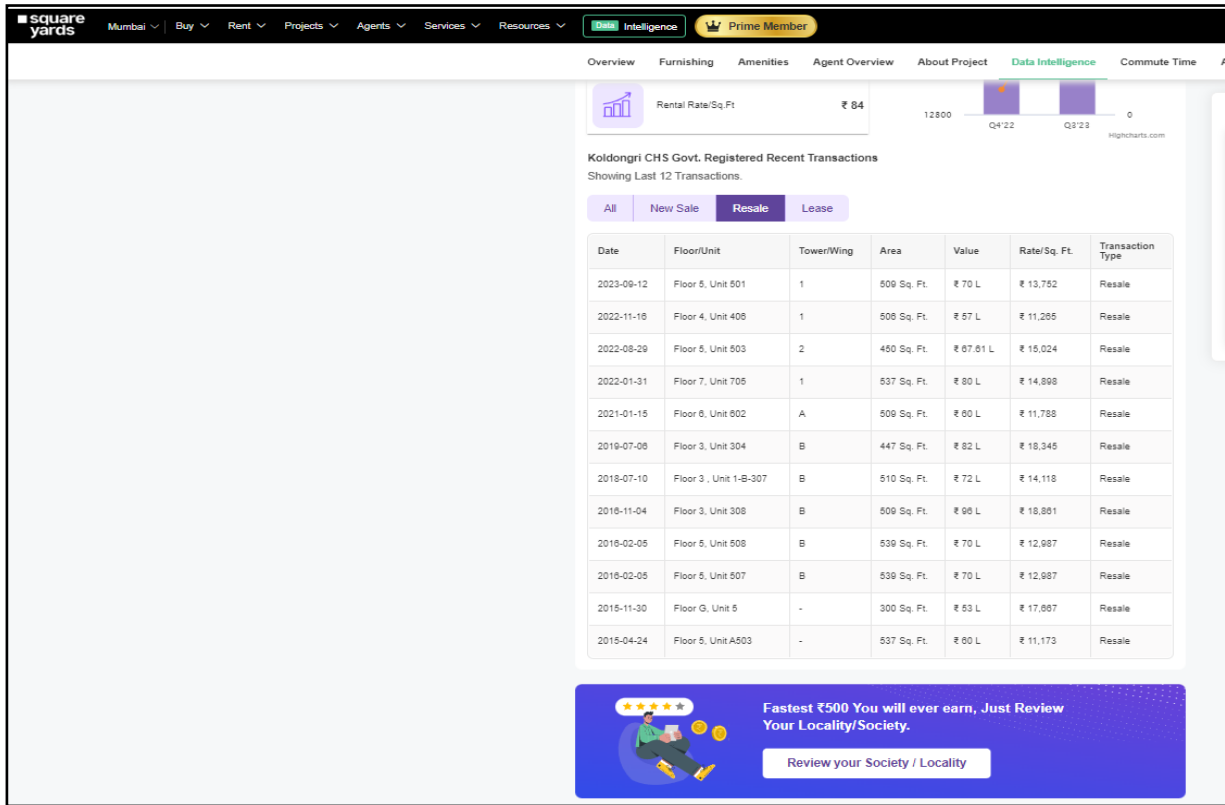 square yards
Mumbai Buy Rent Projects Agents Services Resources Data Intelligence Prime Member
Overview Furnishing Amenities Agent Overview About Project Data Intelligence Commute Time A
Rental Rate/Sq.Ft ₹ 84
12800 0
Q4'22 Q3'23
Highcharts.com
Koldongri CHS Govt. Registered Recent Transactions
Showing Last 12 Transactions.
All New Sale Resale Lease
Date Floor/Unit Tower/Wing Area Value Rate/Sq. Ft. Transaction Type
2023-09-12 Floor 5, Unit 501 1 509 Sq. Ft. ₹ 70 L ₹ 13,752 Resale
2022-11-16 Floor 4, Unit 406 1 506 Sq. Ft. ₹ 57 L ₹ 11,265 Resale
2022-08-29 Floor 5, Unit 503 2 450 Sq. Ft. ₹ 67.61 L ₹ 15,024 Resale
2022-01-31 Floor 7, Unit 705 1 537 Sq. Ft. ₹ 80 L ₹ 14,898 Resale
2021-01-15 Floor 6, Unit 602 A 509 Sq. Ft. ₹ 60 L ₹ 11,788 Resale
2019-07-06 Floor 3, Unit 304 B 447 Sq. Ft. ₹ 82 L ₹ 18,345 Resale
2018-07-10 Floor 3 , Unit 1-B-307 B 510 Sq. Ft. ₹ 72 L ₹ 14,118 Resale
2016-11-04 Floor 3, Unit 308 B 509 Sq. Ft. ₹ 96 L ₹ 18,861 Resale
2016-02-05 Floor 5, Unit 508 B 539 Sq. Ft. ₹ 70 L ₹ 12,987 Resale
2016-02-05 Floor 5, Unit 507 B 539 Sq. Ft. ₹ 70 L ₹ 12,987 Resale
2015-11-30 Floor G, Unit 5 - 300 Sq. Ft. ₹ 53 L ₹ 17,667 Resale
2015-04-24 Floor 5, Unit A503 - 537 Sq. Ft. ₹ 60 L ₹ 11,173 Resale
Fastest ₹500 You will ever earn, Just Review
Your Locality/Society.
Review your Society / Locality